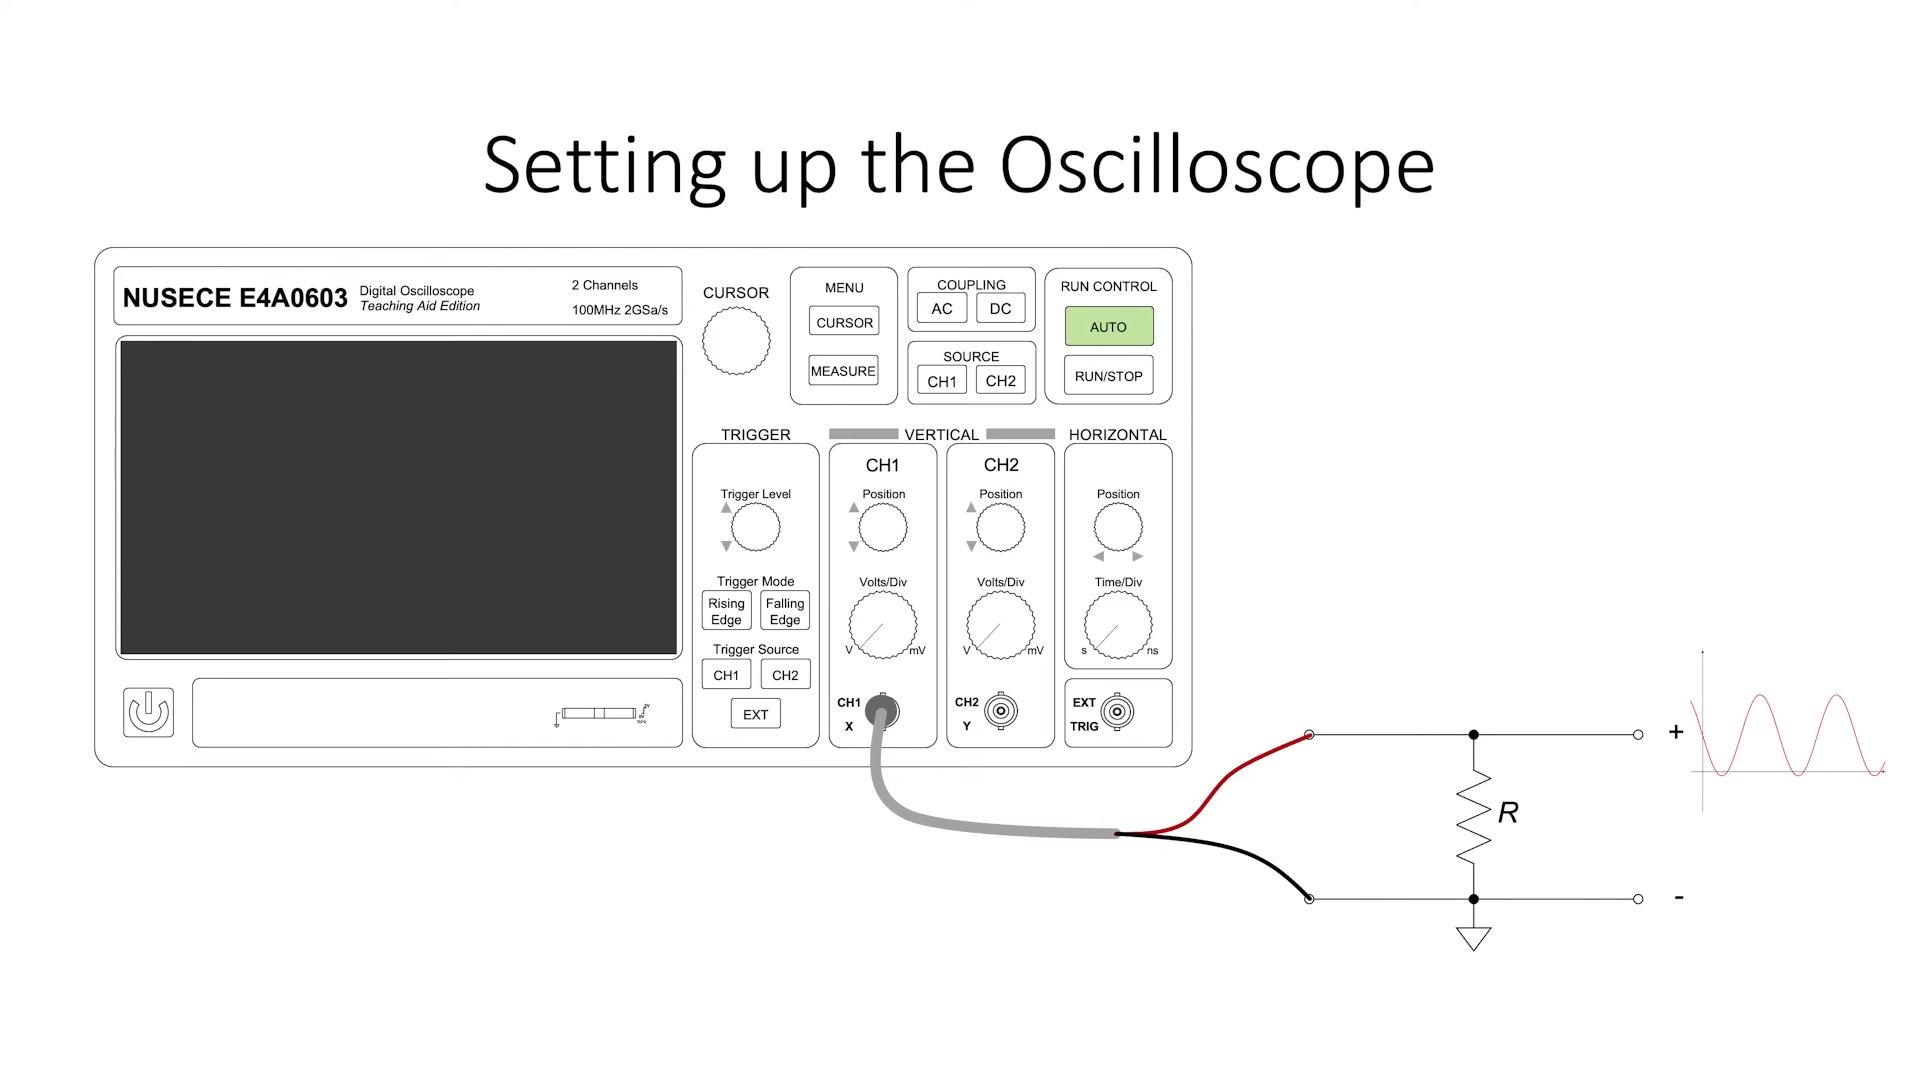 Setting up the Oscilloscope
NUSECE E4A0603
Digital Oscilloscope
Teaching Aid Edition
2 Channels
100MHz 2GSa/s
CURSOR
MENU
CURSOR
MEASURE
COUPLING
AC DC
SOURCE
CH1 CH2
RUN CONTROL
AUTO
RUN/STOP
TRIGGER
Trigger Level
Trigger Mode
Rising
Edge
Falling
Edge
Trigger Source
CH1 CH2
EXT
VERTICAL
CH1
Position
Volts/Div
V mV
CH1
X
CH2
Position
Volts/Div
V mV
CH2
Y
HORIZONTAL
Position
Time/Div
s ns
EXT
TRIG
+
R
-